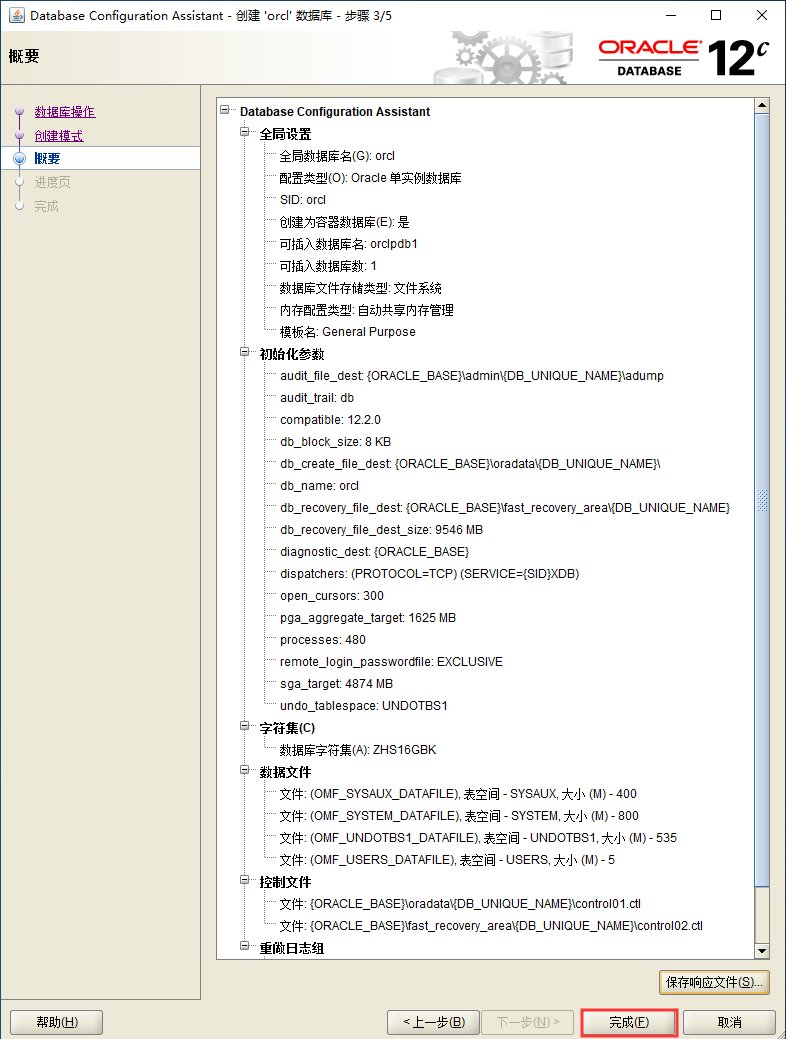 Database Configuration Assistant - 创建 'orcl' 数据库 - 步骤 3/5
概要
ORACLE
DATABASE
12c
数据库操作
创建模式
概要
进度页
完成
Database Configuration Assistant
全局设置
全局数据库名(G): orcl
配置类型(O): Oracle 单实例数据库
SID: orcl
创建为容器数据库(E): 是
可插入数据库名: orclpdb1
可插入数据库数: 1
数据库文件存储类型: 文件系统
内存配置类型: 自动共享内存管理
模板名: General Purpose
初始化参数
audit_file_dest: {ORACLE_BASE}\admin\{DB_UNIQUE_NAME}\adump
audit_trail: db
compatible: 12.2.0
db_block_size: 8 KB
db_create_file_dest: {ORACLE_BASE}\oradata\{DB_UNIQUE_NAME}\
db_name: orcl
db_recovery_file_dest: {ORACLE_BASE}\fast_recovery_area\{DB_UNIQUE_NAME}
db_recovery_file_dest_size: 9546 MB
diagnostic_dest: {ORACLE_BASE}
dispatchers: (PROTOCOL=TCP) (SERVICE={SID}XDB)
open_cursors: 300
pga_aggregate_target: 1625 MB
processes: 480
remote_login_passwordfile: EXCLUSIVE
sga_target: 4874 MB
undo_tablespace: UNDOTBS1
字符集(C)
数据库字符集(A): ZHS16GBK
数据文件
文件: (OMF_SYSAUX_DATAFILE), 表空间 - SYSAUX, 大小 (M) - 400
文件: (OMF_SYSTEM_DATAFILE), 表空间 - SYSTEM, 大小 (M) - 800
文件: (OMF_UNDOTBS1_DATAFILE), 表空间 - UNDOTBS1, 大小 (M) - 535
文件: (OMF_USERS_DATAFILE), 表空间 - USERS, 大小 (M) - 5
控制文件
文件: {ORACLE_BASE}\oradata\{DB_UNIQUE_NAME}\control01.ctl
文件: {ORACLE_BASE}\fast_recovery_area\{DB_UNIQUE_NAME}\control02.ctl
重做日志组
保存响应文件(S)...
帮助(H)
< 上一步(B)
下一步(N) >
完成(F)
取消